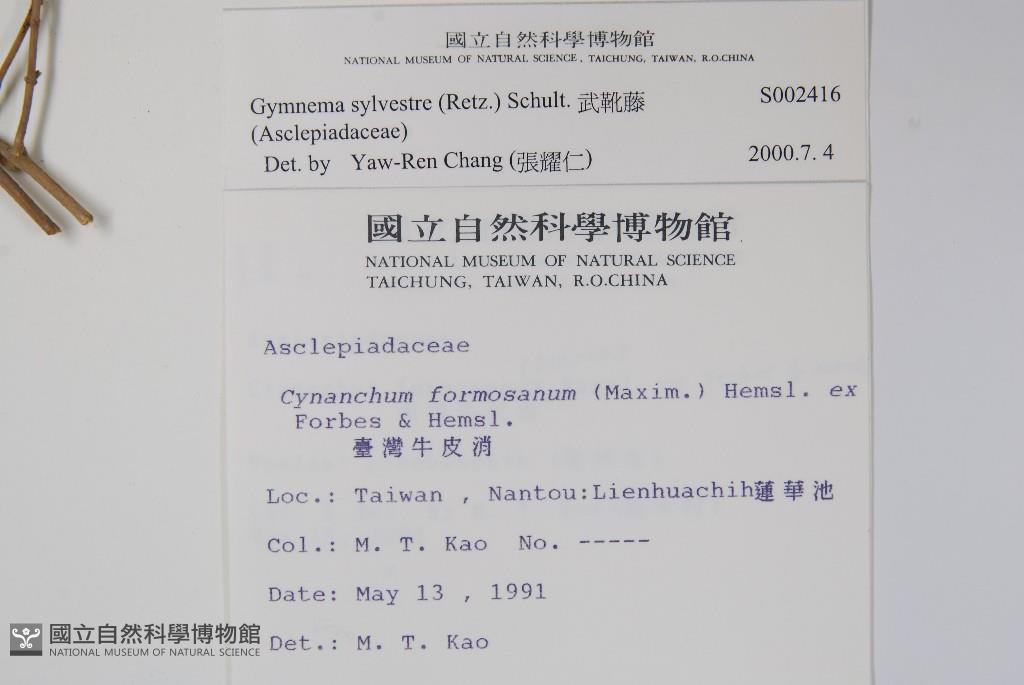 國立自然科學博物館
NATIONAL MUSEUM OF NATURAL SCIENCE, TAICHUNG, TAIWAN, R.O.CHINA
Gymnema sylvestre (Retz.) Schult. 武靴藤 S002416
(Asclepiadaceae)
Det. by Yaw-Ren Chang (張耀仁) 2000.7. 4
國立自然科學博物館
NATIONAL MUSEUM OF NATURAL SCIENCE
TAICHUNG, TAIWAN, R.O.CHINA
Asclepiadaceae
Cynanchum formosanum (Maxim.) Hemsl. ex
Forbes & Hemsl.
臺灣牛皮消
Loc.: Taiwan , Nantou:Lienhuachih蓮華池
Col.: M. T. Kao No. -----
Date: May 13 , 1991
Det.: M. T. Kao
國立自然科學博物館
NATIONAL MUSEUM OF NATURAL SCIENCE